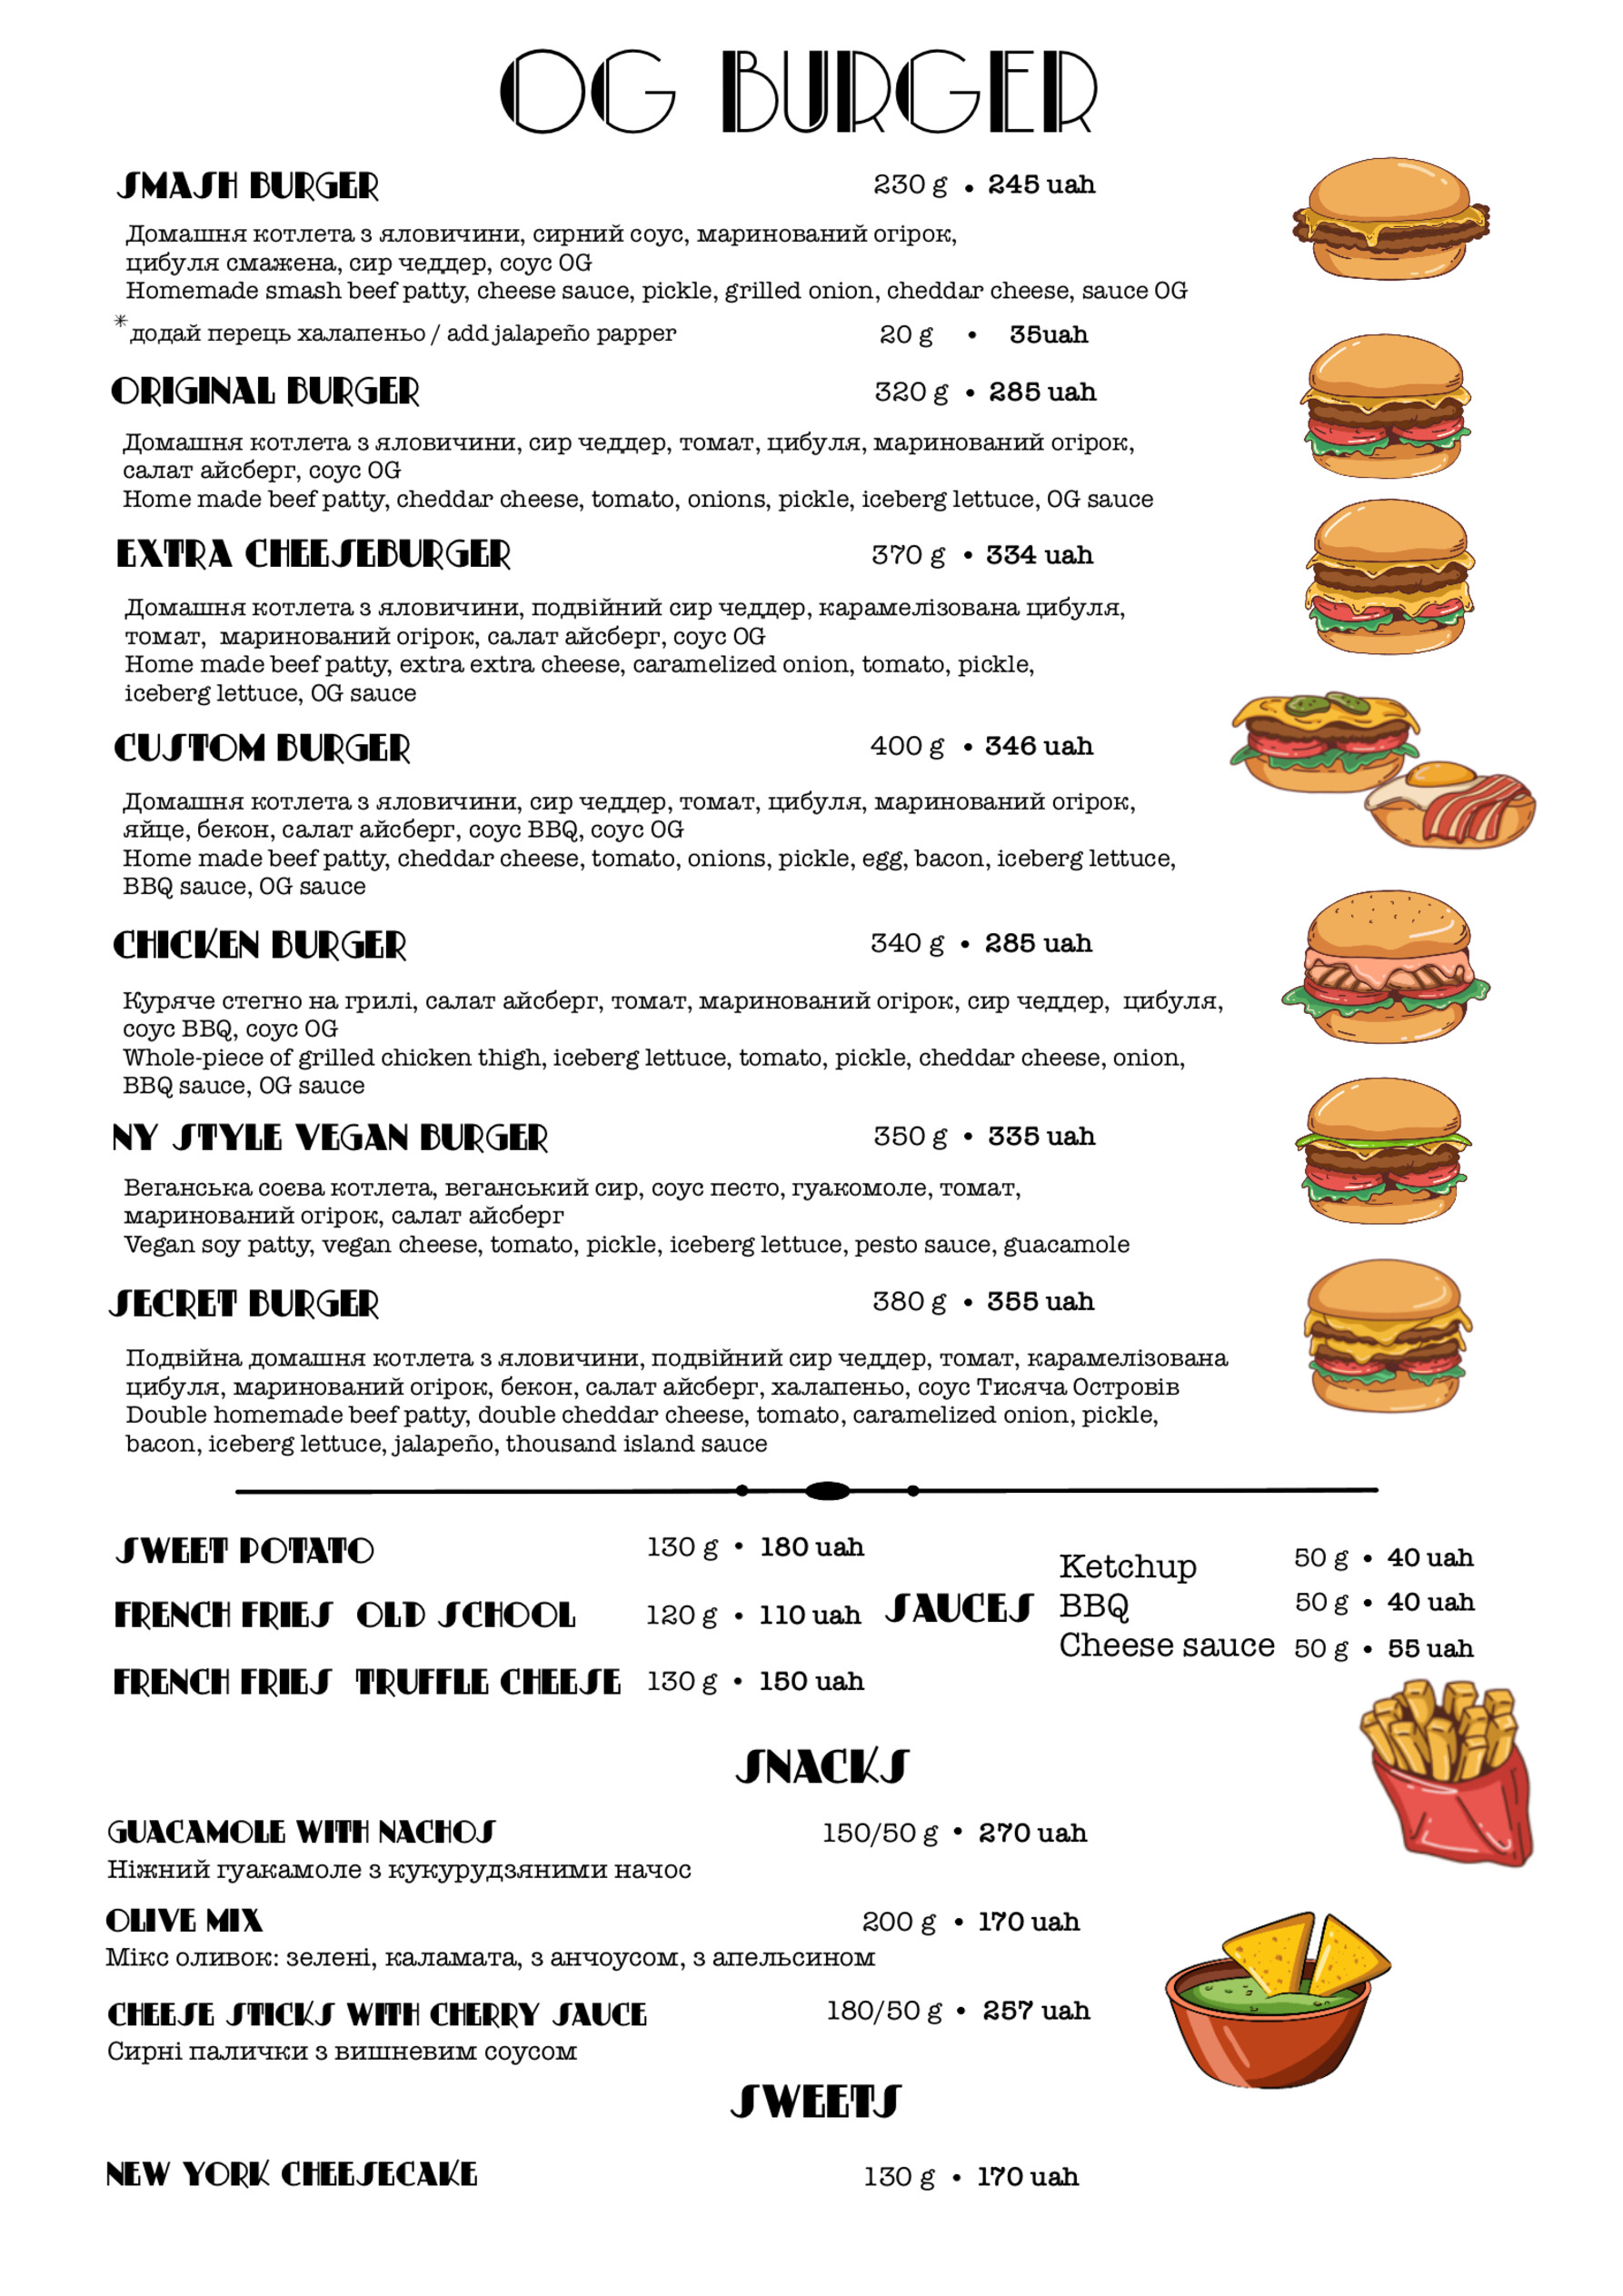 OG BURGER
SMASH BURGER 230 g • 245 uah
Домашня котлета з яловичини, сирний соус, маринований огірок,
цибуля смажена, сир чеддер, соус OG
Homemade smash beef patty, cheese sauce, pickle, grilled onion, cheddar cheese, sauce OG
*додай перець халапеньо / add jalapeño papper 20 g • 35uah
ORIGINAL BURGER 320 g • 285 uah
Домашня котлета з яловичини, сир чеддер, томат, цибуля, маринований огірок,
салат айсберг, соус OG
Home made beef patty, cheddar cheese, tomato, onions, pickle, iceberg lettuce, OG sauce
EXTRA CHEESEBURGER 370 g • 334 uah
Домашня котлета з яловичини, подвійний сир чеддер, карамелізована цибуля,
томат, маринований огірок, салат айсберг, соус OG
Home made beef patty, extra extra cheese, caramelized onion, tomato, pickle,
iceberg lettuce, OG sauce
CUSTOM BURGER 400 g • 346 uah
Домашня котлета з яловичини, сир чеддер, томат, цибуля, маринований огірок,
яйце, бекон, салат айсберг, соус BBQ, соус OG
Home made beef patty, cheddar cheese, tomato, onions, pickle, egg, bacon, iceberg lettuce,
BBQ sauce, OG sauce
CHICKEN BURGER 340 g • 285 uah
Куряче стегно на грилі, салат айсберг, томат, маринований огірок, сир чеддер, цибуля,
соус BBQ, соус OG
Whole-piece of grilled chicken thigh, iceberg lettuce, tomato, pickle, cheddar cheese, onion,
BBQ sauce, OG sauce
NY STYLE VEGAN BURGER 350 g • 335 uah
Веганська соєва котлета, веганський сир, соус песто, гуакомоле, томат,
маринований огірок, салат айсберг
Vegan soy patty, vegan cheese, tomato, pickle, iceberg lettuce, pesto sauce, guacamole
SECRET BURGER 380 g • 355 uah
Подвійна домашня котлета з яловичини, подвійний сир чеддер, томат, карамелізована
цибуля, маринований огірок, бекон, салат айсберг, халапеньо, соус Тисяча Островів
Double homemade beef patty, double cheddar cheese, tomato, caramelized onion, pickle,
bacon, iceberg lettuce, jalapeño, thousand island sauce
SWEET POTATO 130 g • 180 uah
FRENCH FRIES OLD SCHOOL 120 g • 110 uah
FRENCH FRIES TRUFFLE CHEESE 130 g • 150 uah
SAUCES
Ketchup 50 g • 40 uah
BBQ 50 g • 40 uah
Cheese sauce 50 g • 55 uah
SNACKS
GUACAMOLE WITH NACHOS 150/50 g • 270 uah
Ніжний гуакамоле з кукурудзяними начос
OLIVE MIX 200 g • 170 uah
Мікс оливок: зелені, каламата, з анчоусом, з апельсином
CHEESE STICKS WITH CHERRY SAUCE 180/50 g • 257 uah
Сирні палички з вишневим соусом
SWEETS
NEW YORK CHEESECAKE 130 g • 170 uah